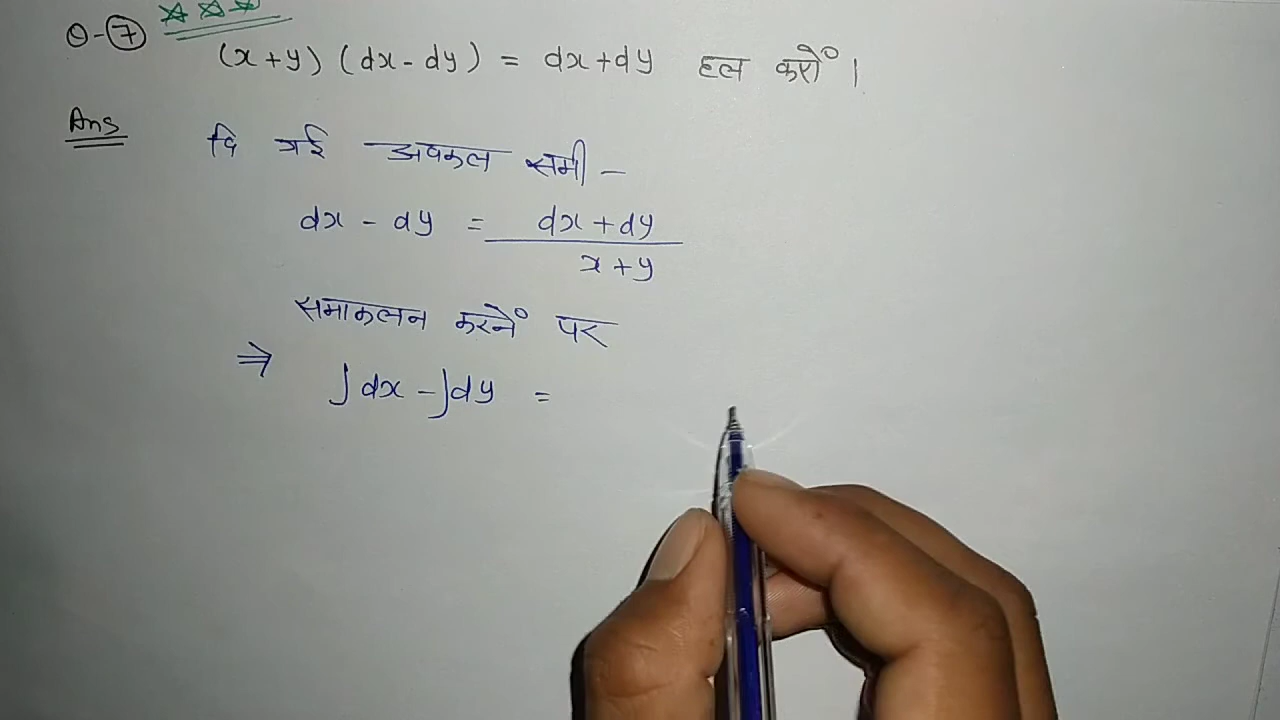 Q-7
(x+y) (dx-dy) = dx+dy हल करों ।
Ans दि गई अवकल समी -
dx - dy = dx+dy / x+y
समाकलन करनें पर
⇒ ∫dx - ∫dy =